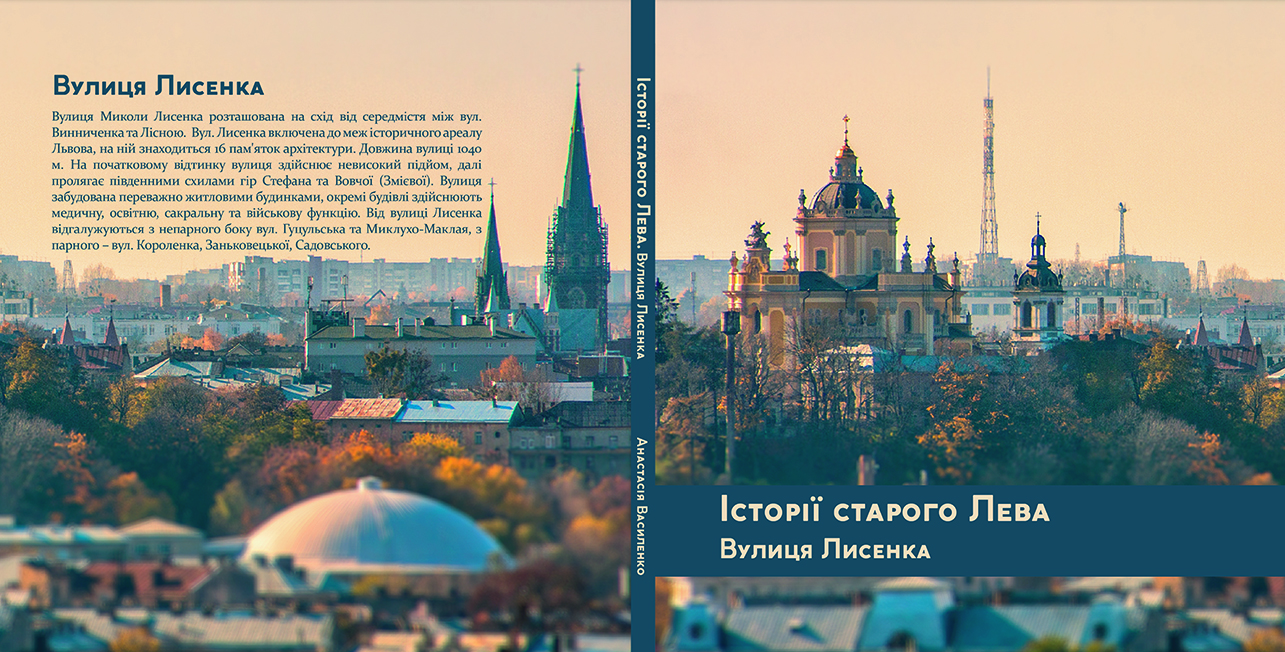 Вулиця Лисенка
Вулиця Миколи Лисенка розташована на схід від середмістя між вул.
Винниченка та Лісною. Вул. Лисенка включена до меж історичного ареалу
Львова, на ній знаходиться 16 пам'яток архітектури. Довжина вулиці 1040
м. На початковому відтинку вулиця здійснює невисокий підйом, далі
пролягає південними схилами гір Стефана та Вовчої (Змієвої). Вулиця
забудована переважно житловими будинками, окремі будівлі здійснюють
медичну, освітню, сакральну та військову функцію. Від вулиці Лисенка
відгалужуються з непарного боку вул. Гуцульська та Миклухо-Маклая, з
парного – вул. Короленка, Заньковецької, Садовського.
Історії старого Лева. Вулиця Лисенка
Анастасія Василенко
Історії старого Лева
Вулиця Лисенка